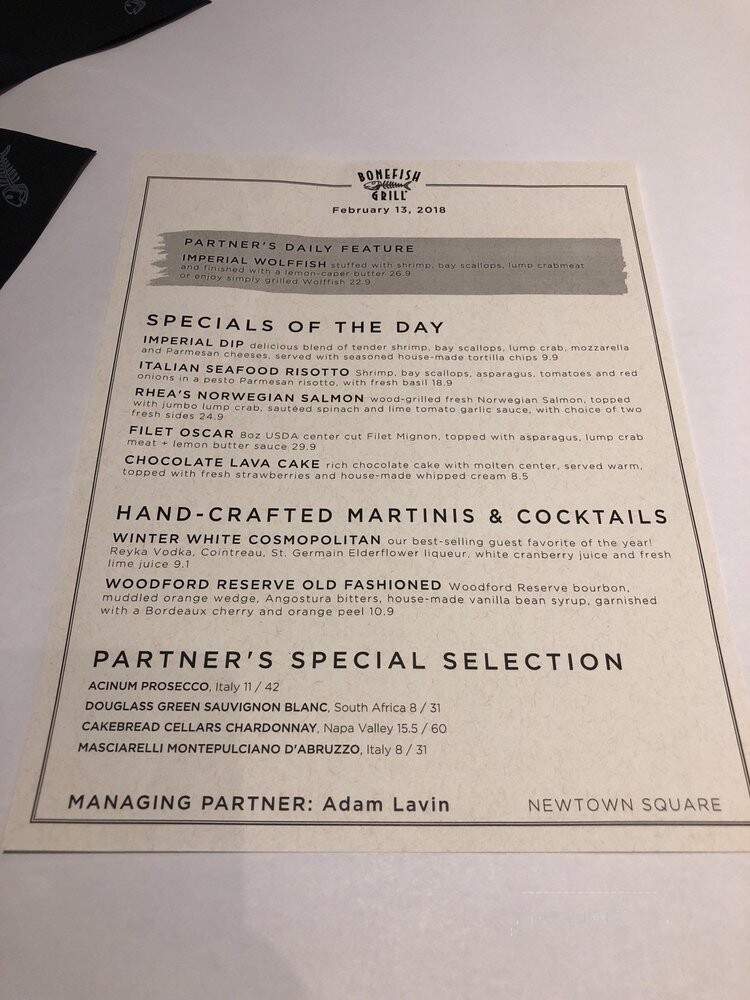 BONEFISH
GRILL
February 13, 2018
PARTNER'S DAILY FEATURE
IMPERIAL WOLFFISH stuffed with shrimp, bay scallops, lump crabmeat
and finished with a lemon-caper butter 26.9
or enjoy simply grilled Wolffish 22.9
SPECIALS OF THE DAY
IMPERIAL DIP delicious blend of tender shrimp, bay scallops, lump crab, mozzarella
and Parmesan cheeses, served with seasoned house-made tortilla chips 9.9
ITALIAN SEAFOOD RISOTTO Shrimp, bay scallops, asparagus, tomatoes and red
onions in a pesto Parmesan risotto, with fresh basil 18.9
RHEA'S NORWEGIAN SALMON wood-grilled fresh Norwegian Salmon, topped
with jumbo lump crab, sautéed spinach and lime tomato garlic sauce, with choice of two
fresh sides 24.9
FILET OSCAR 8oz USDA center cut Filet Mignon, topped with asparagus, lump crab
meat + lemon butter sauce 29.9
CHOCOLATE LAVA CAKE rich chocolate cake with molten center, served warm,
topped with fresh strawberries and house-made whipped cream 8.5
HAND-CRAFTED MARTINIS & COCKTAILS
WINTER WHITE COSMOPOLITAN our best-selling guest favorite of the year!
Reyka Vodka, Cointreau, St. Germain Elderflower liqueur, white cranberry juice and fresh
lime juice 9.1
WOODFORD RESERVE OLD FASHIONED Woodford Reserve bourbon,
muddled orange wedge, Angostura bitters, house-made vanilla bean syrup, garnished
with a Bordeaux cherry and orange peel 10.9
PARTNER'S SPECIAL SELECTION
ACINUM PROSECCO, Italy 11 / 42
DOUGLASS GREEN SAUVIGNON BLANC, South Africa 8 / 31
CAKEBREAD CELLARS CHARDONNAY, Napa Valley 15.5 / 60
MASCIARELLI MONTEPULCIANO D'ABRUZZO, Italy 8 / 31
MANAGING PARTNER: Adam Lavin
NEWTOWN SQUARE